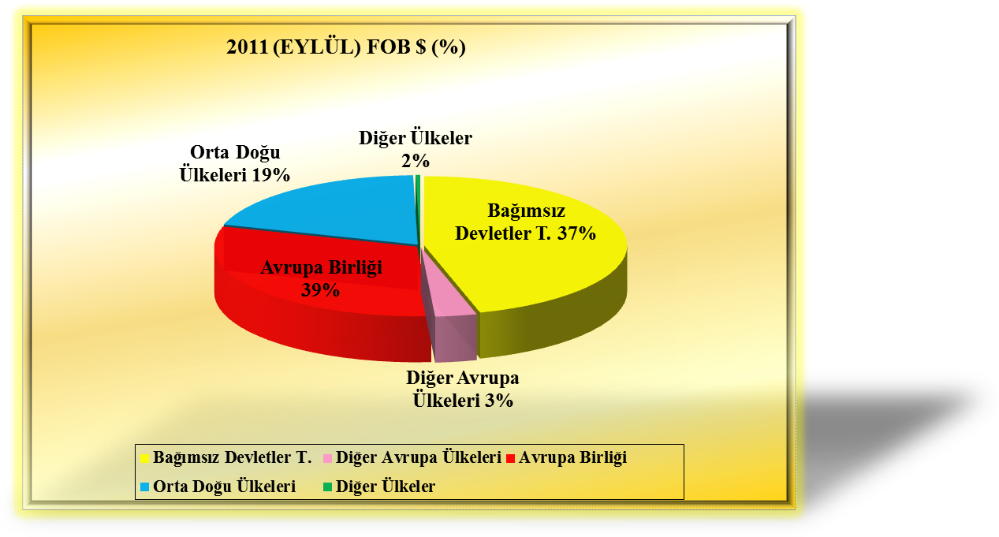 2011 (EYLÜL) FOB $ (%)
Diğer Ülkeler
2%
Orta Doğu
Ülkeleri 19%
Bağımsız
Devletler T. 37%
Avrupa Birliği
39%
Diğer Avrupa
Ülkeleri 3%
Bağımsız Devletler T. Diğer Avrupa Ülkeleri Avrupa Birliği
Orta Doğu Ülkeleri Diğer Ülkeler